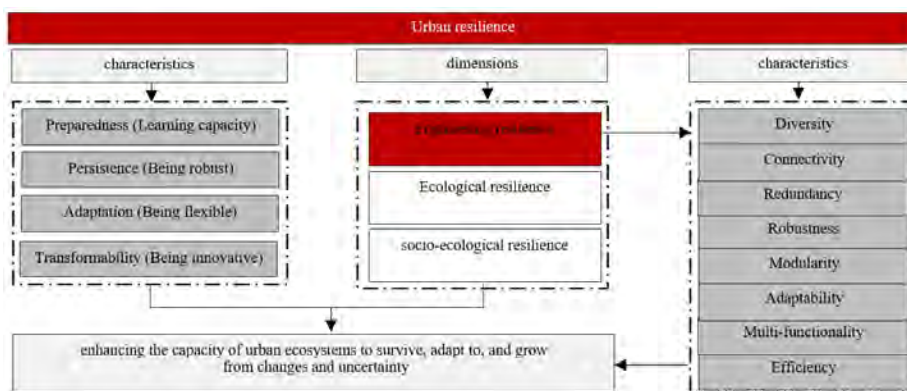 Urban resilience
characteristics
dimensions
characteristics
Preparedness (Learning capacity)
Persistence (Being robust)
Adaptation (Being flexible)
Transformability (Being innovative)
Engineering resilience
Ecological resilience
socio-ecological resilience
Diversity
Connectivity
Redundancy
Robustness
Modularity
Adaptability
Multi-functionality
Efficiency
enhancing the capacity of urban ecosystems to survive, adapt to, and grow
from changes and uncertainty